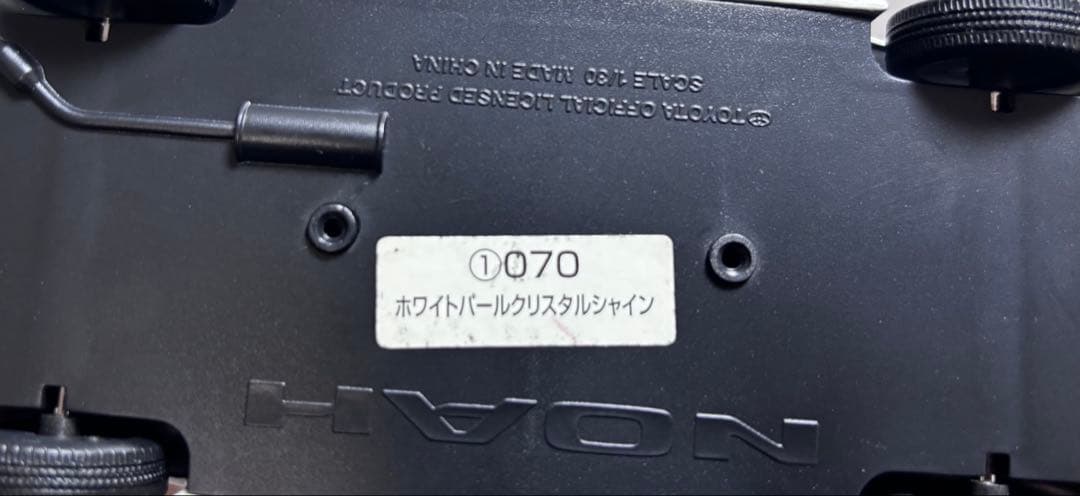 TOYOTA OFFICIAL LICENSED PRODUCT
SCALE 1/30 MADE IN CHINA
①070
ホワイトパールクリスタルシャイン
NOAH